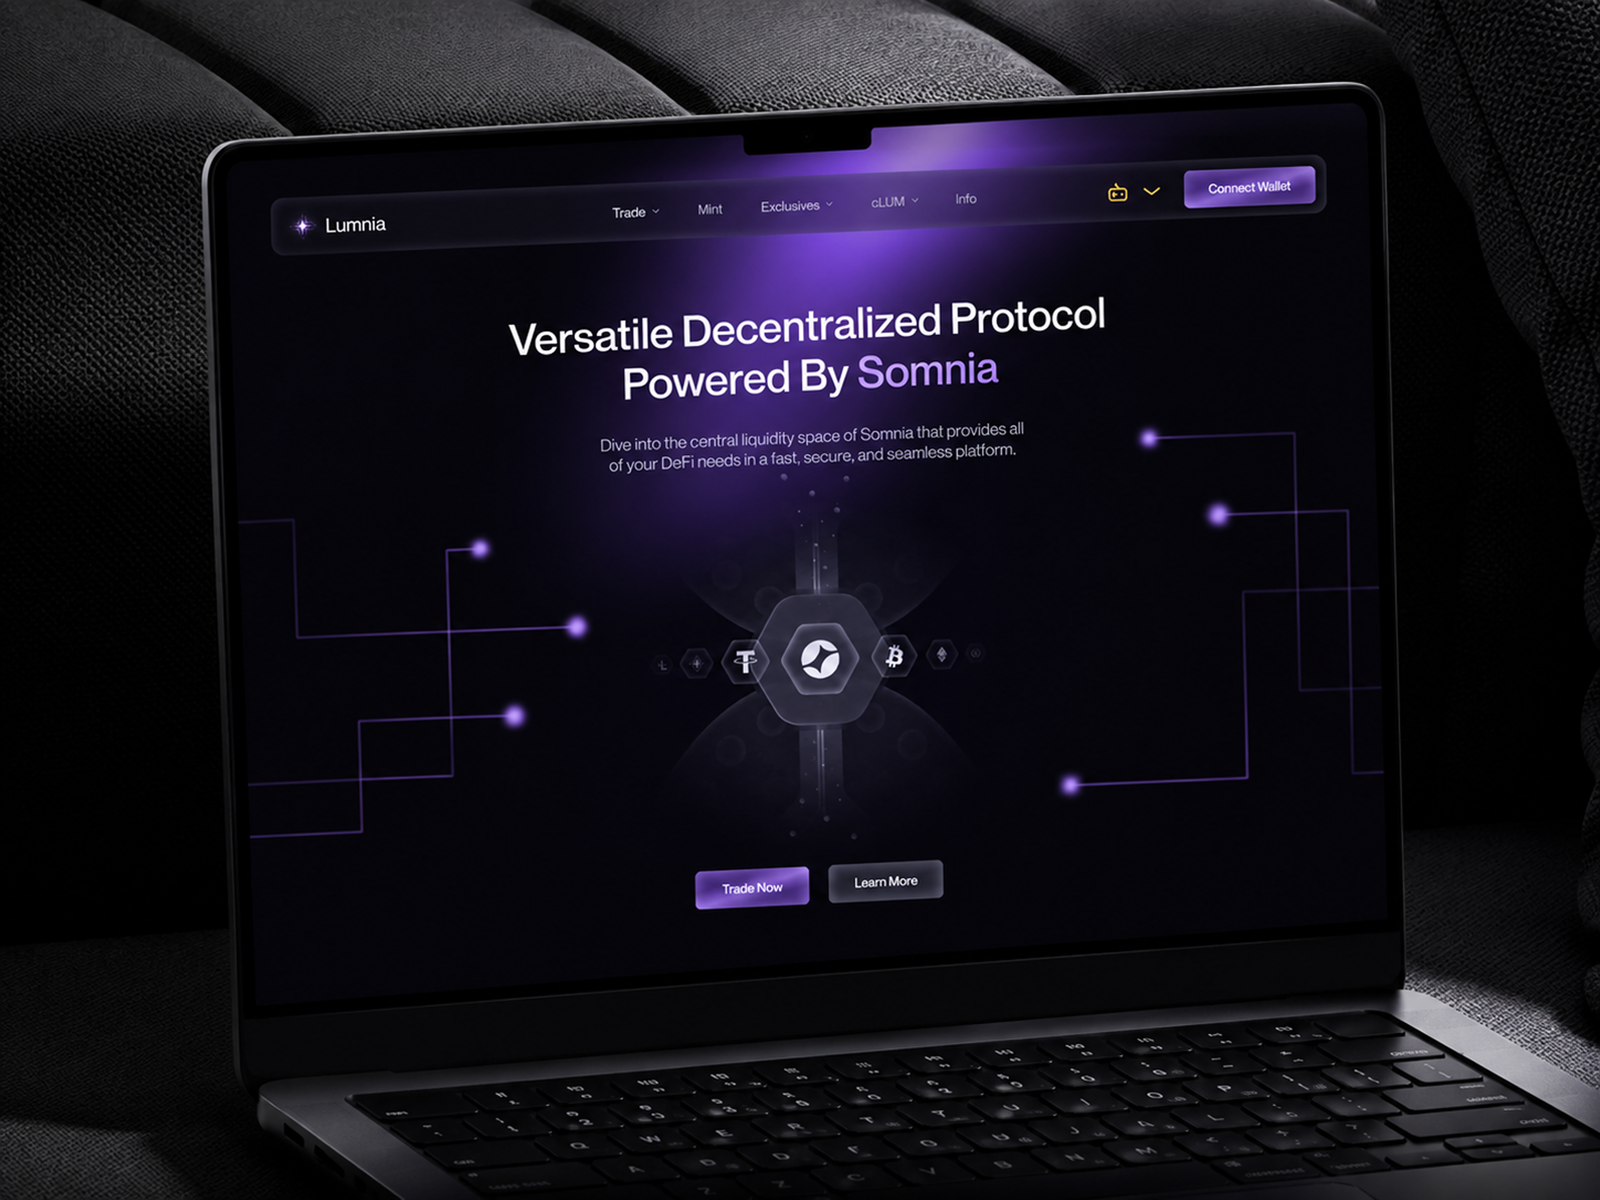 Lumnia
Trade
Mint
Exclusives
cLUM
Info
Connect Wallet
Versatile Decentralized Protocol
Powered By Somnia
Dive into the central liquidity space of Somnia that provides all
of your DeFi needs in a fast, secure, and seamless platform.
Trade Now
Learn More